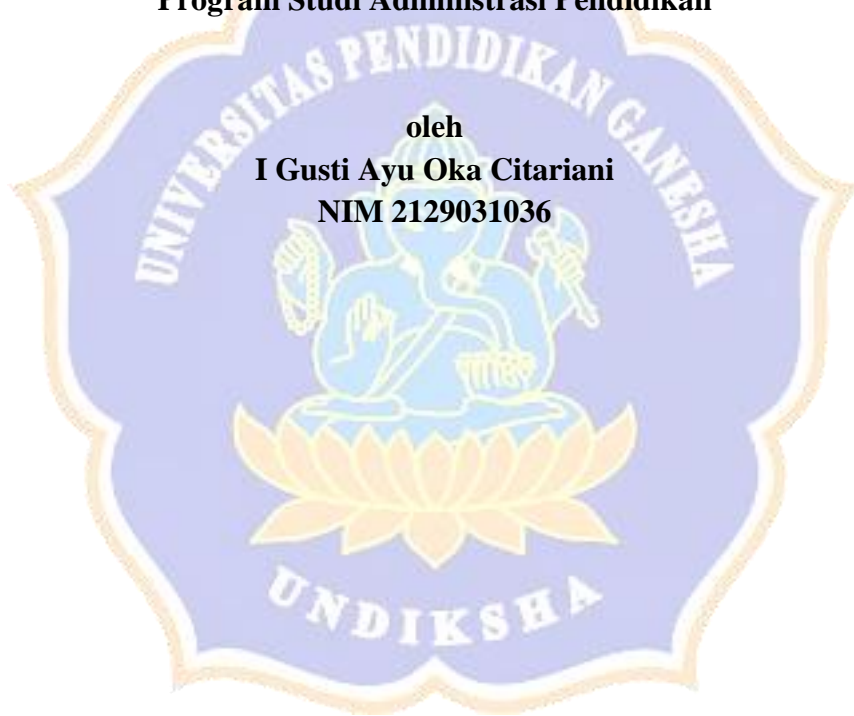 Program Studi Administrasi Pendidikan
UNIVERSITAS PENDIDIKAN GANESHA
oleh
I Gusti Ayu Oka Citariani
NIM 2129031036
UNDIKSHA